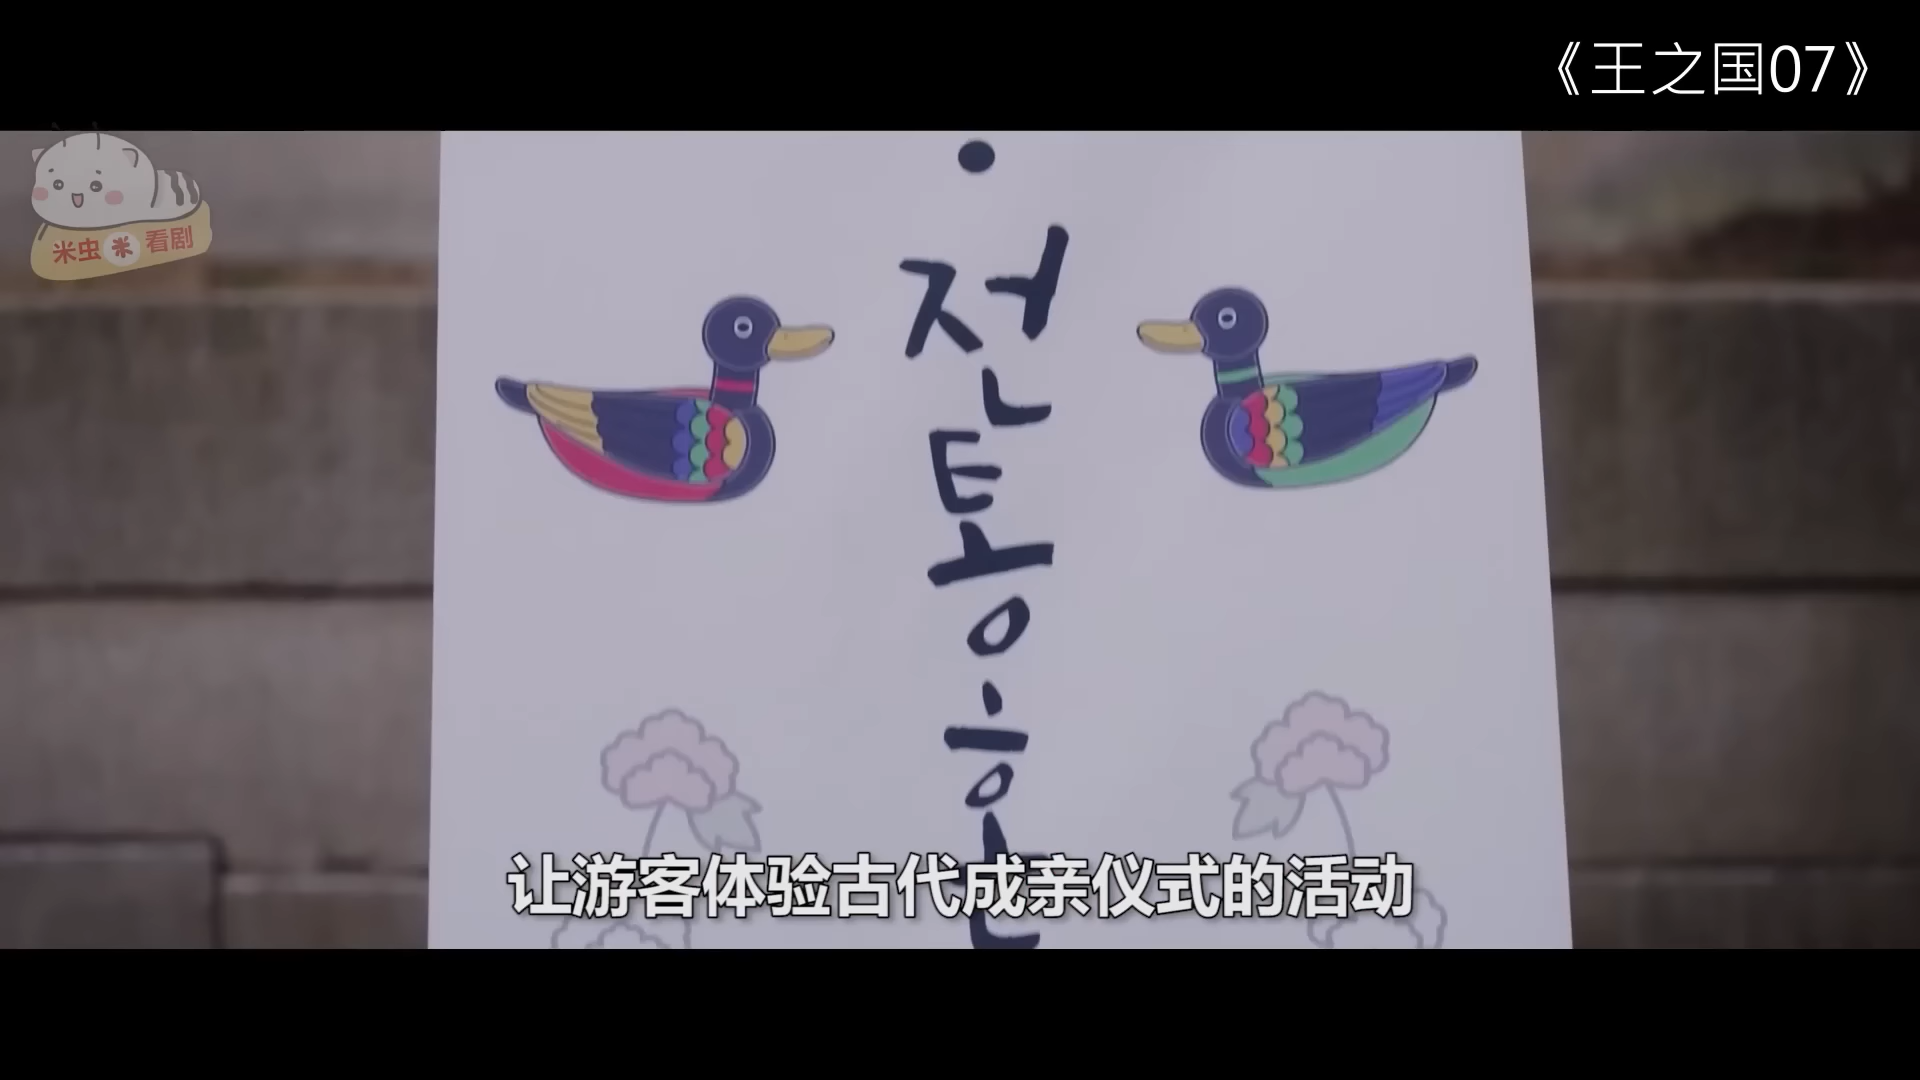 《王之国07》
米虫米看剧
전통혼
让游客体验古代成亲仪式的活动